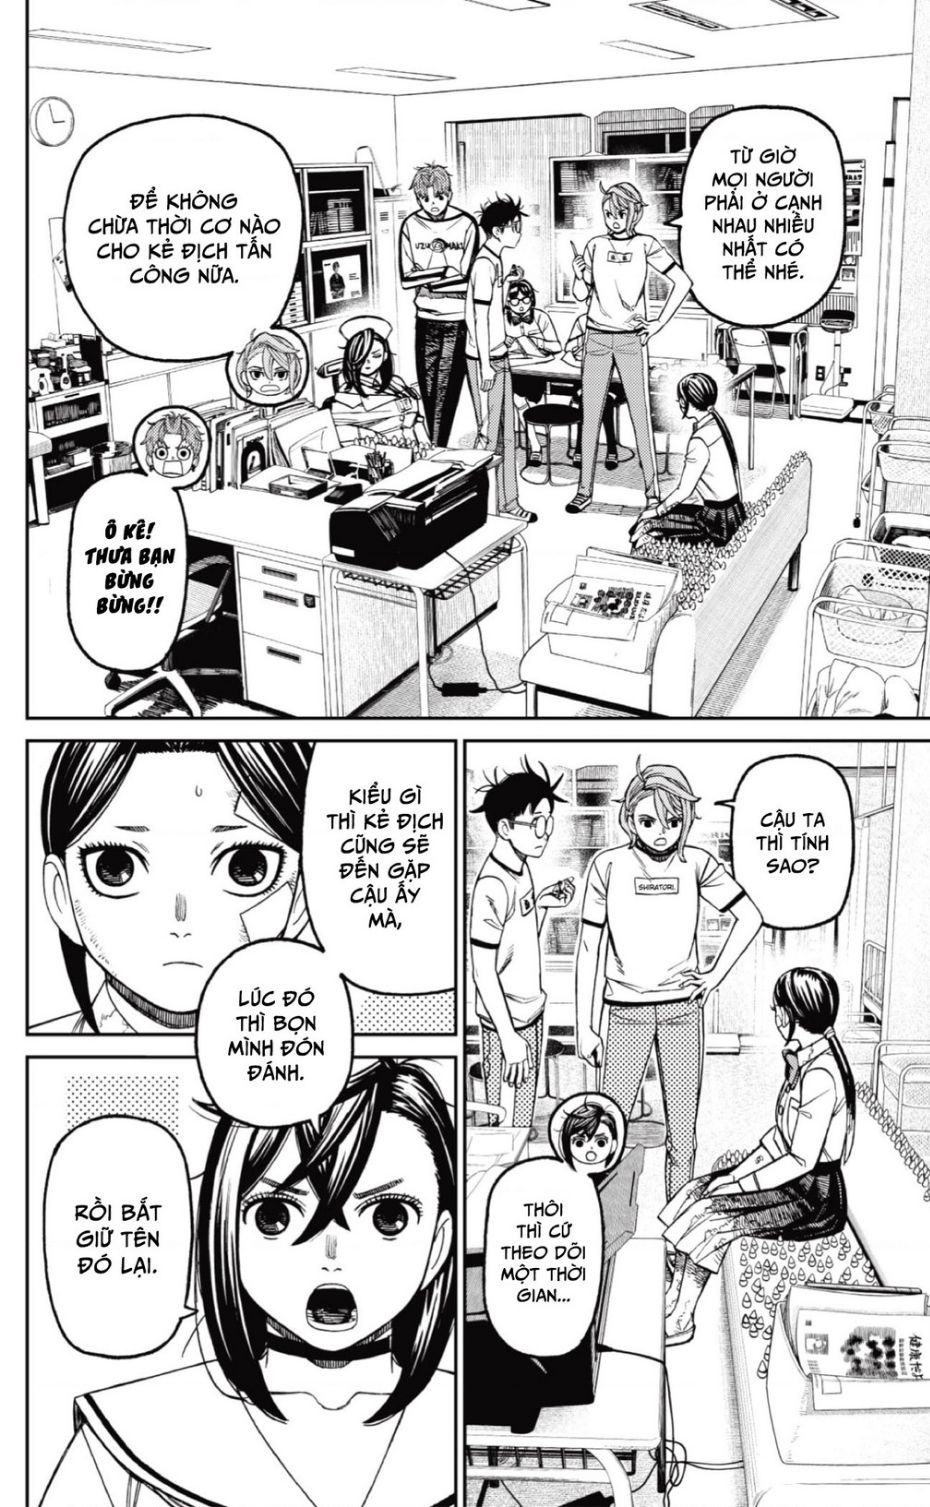 TỪ GIỜ
MỌI NGƯỜI
PHẢI Ở CẠNH
NHAU NHIỀU
NHẤT CÓ
THỂ NHÉ.
ĐỂ KHÔNG
CHỪA THỜI CƠ NÀO
CHO KẺ ĐỊCH TẤN
CÔNG NỮA.
UZUMAKI
Ô KÊ!
THƯA BẠN
BỪNG
BỪNG!!
CẬU TA
THÌ TÍNH
SAO?
SHIRATORI
THÔI
THÌ CỨ
THEO DÕI
MỘT THỜI
GIAN...
KIỂU GÌ
THÌ KẺ ĐỊCH
CŨNG SẼ
ĐẾN GẶP
CẬU ẤY
MÀ,
LÚC ĐÓ
THÌ BỌN
MÌNH ĐÓN
ĐÁNH.
RỒI BẮT
GIỮ TÊN
ĐÓ LẠI.